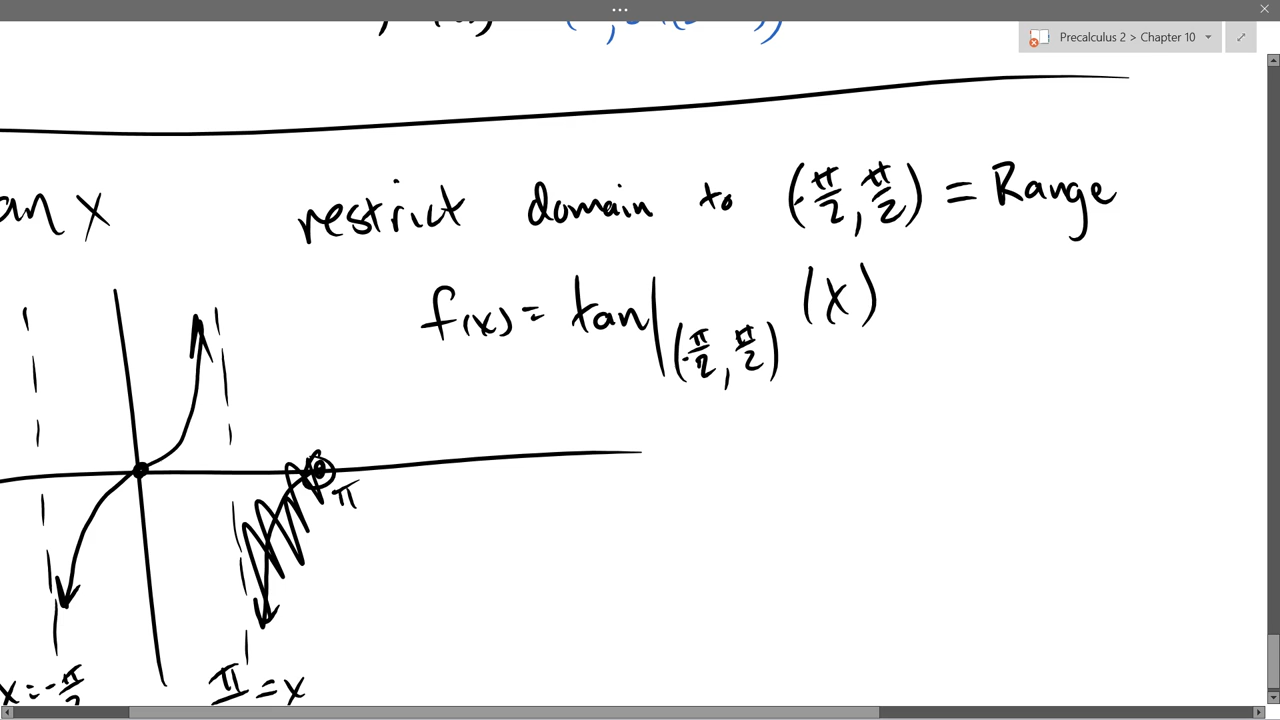 Precalculus 2 > Chapter 10
an x
restrict domain to (-π/2, π/2) = Range
f(x) = tan|(-π/2, π/2) (x)
π
x = -π/2
π = x